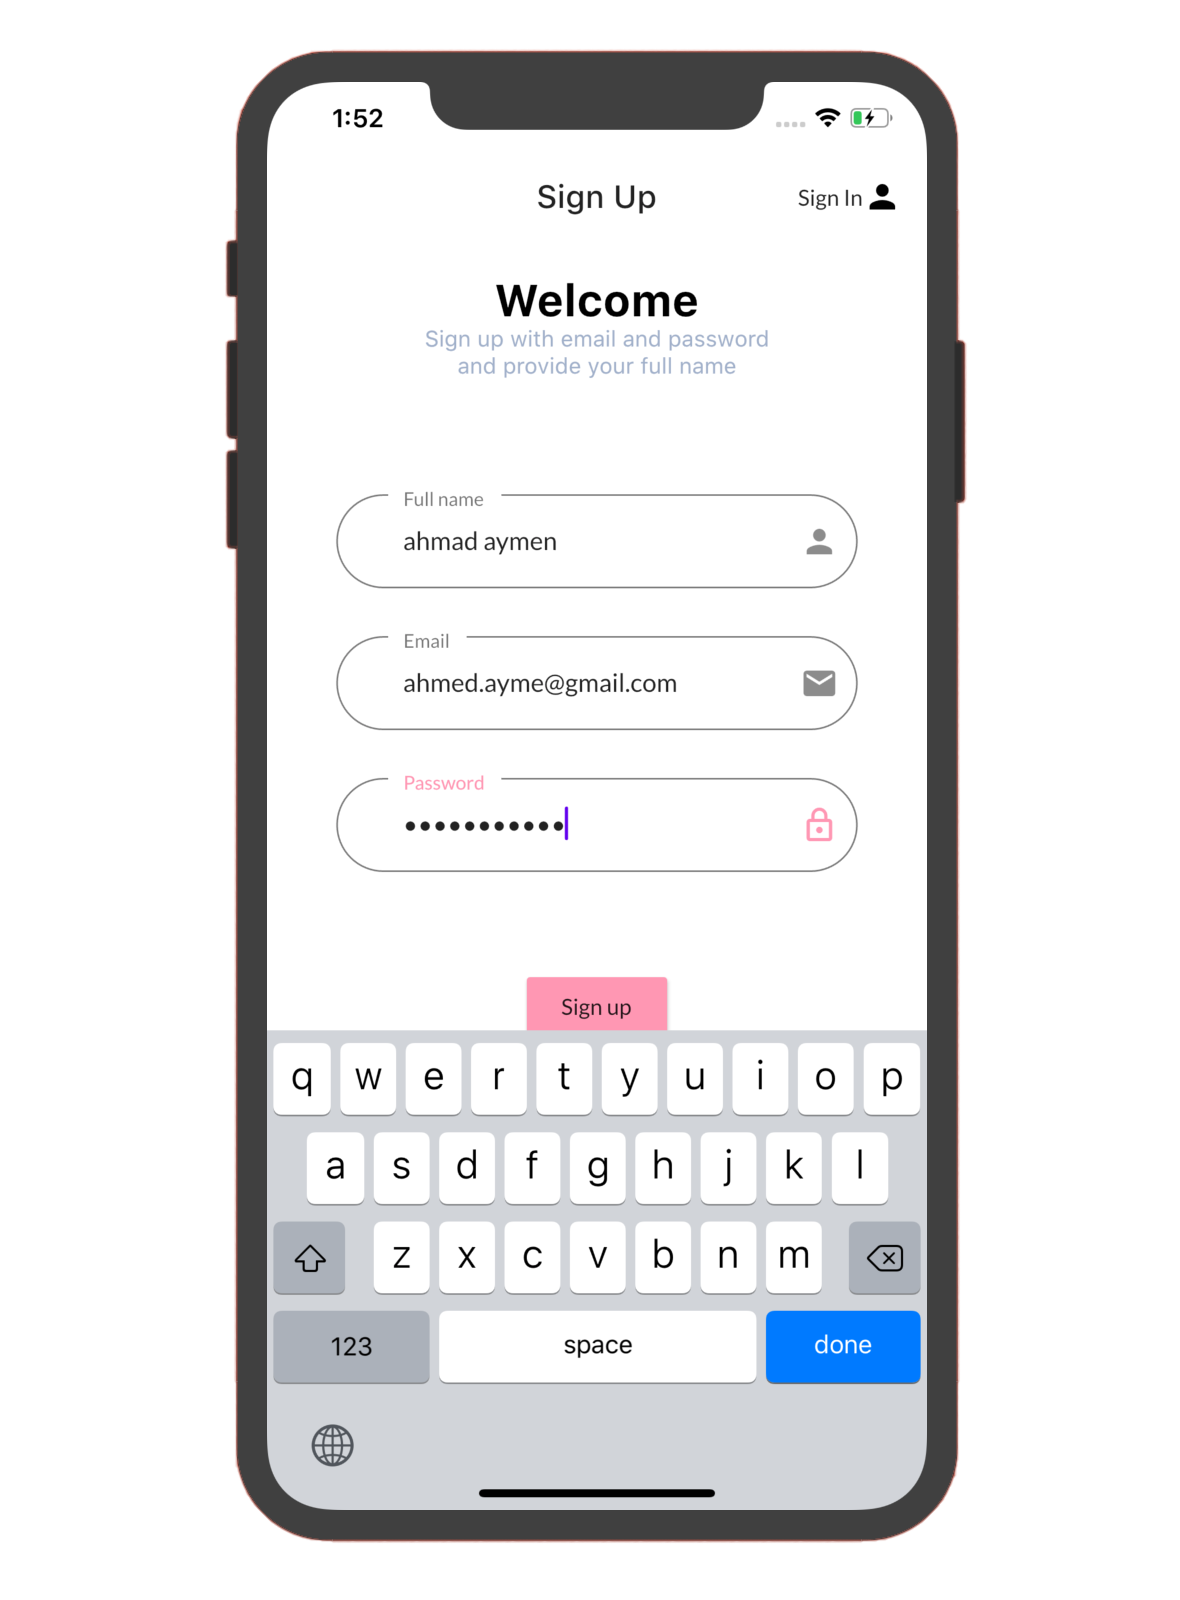 1:52
Sign Up
Sign In
Welcome
Sign up with email and password
and provide your full name
Full name
ahmad aymen
Email
ahmed.ayme@gmail.com
Password
•••••••••••
Sign up
q w e r t y u i o p
a s d f g h j k l
z x c v b n m
123 space done